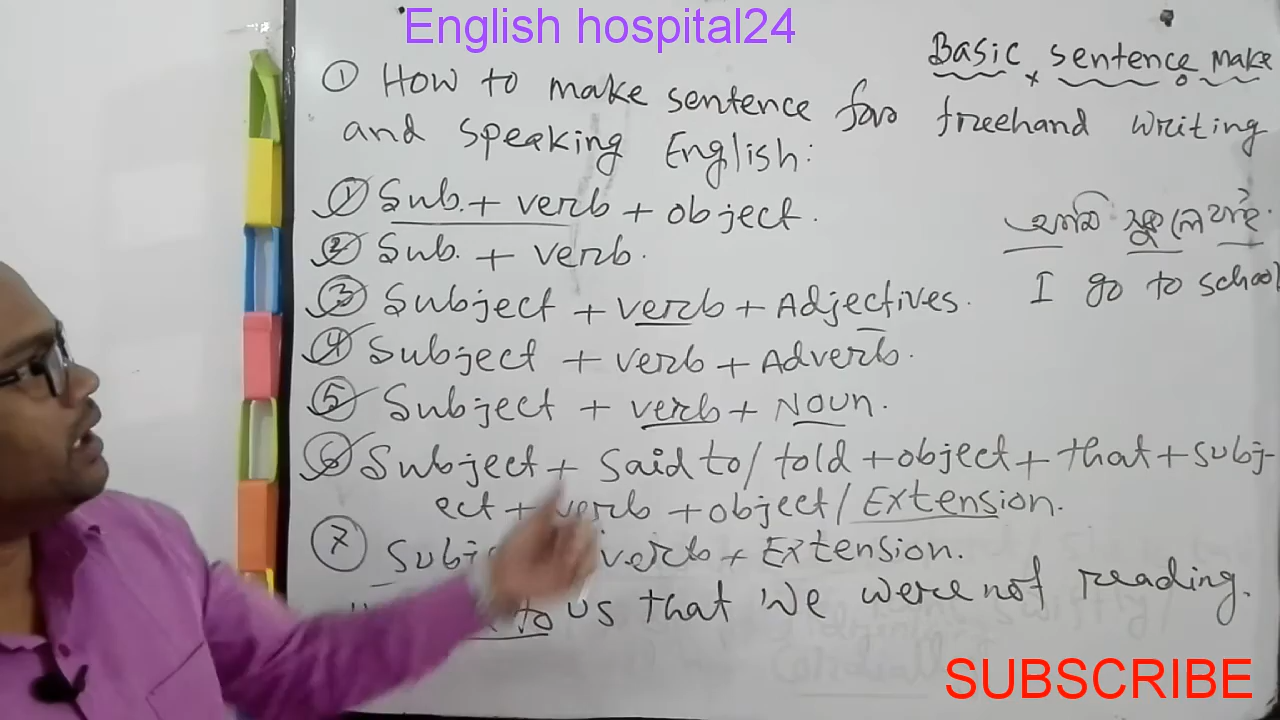 English hospital24
Basic sentence make
① How to make sentence for freehand writing
and speaking English:
① Sub. + verb + object.
② Sub. + verb.
③ Subject + verb + Adjectives.
④ Subject + verb + Adverb.
⑤ Subject + verb + Noun.
⑥ Subject + said to/ told + object + that + subj-
ect + verb + object/ Extension.
⑦ verb + Extension.
to us that we were not reading.
আমি স্কুলে যাই.
I go to school
SUBSCRIBE